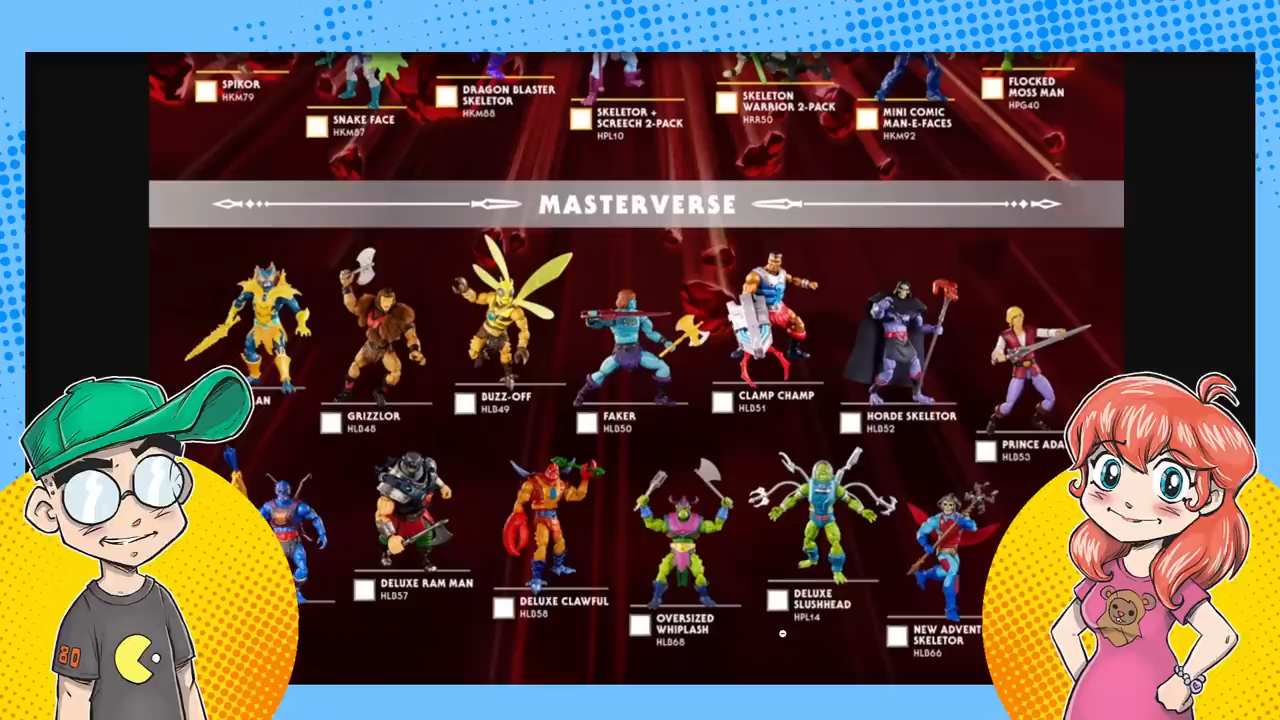 SPIKOR
HKM79
SNAKE FACE
HKM87
DRAGON BLASTER
SKELETOR
HKM88
SKELETOR +
SCREECH 2-PACK
HPL10
SKELETON
WARRIOR 2-PACK
HRR50
MINI COMIC
MAN-E-FACES
HKM92
FLOCKED
MOSS MAN
HPG40
MASTERVERSE
AN
GRIZZLOR
HLB48
BUZZ-OFF
HLB49
FAKER
HLB50
CLAMP CHAMP
HLB51
HORDE SKELETOR
HLB52
PRINCE ADA
HLB53
DELUXE RAM MAN
HLB57
DELUXE CLAWFUL
HLB58
OVERSIZED
WHIPLASH
HLB68
DELUXE
SLUSHHEAD
HPL14
NEW ADVENT
SKELETOR
HLB66
80